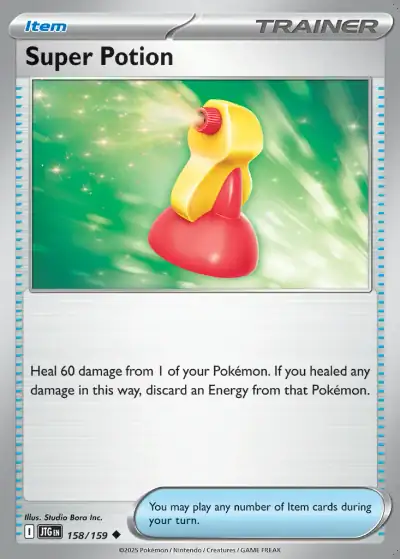 Item
TRAINER
Super Potion
Heal 60 damage from 1 of your Pokémon. If you healed any
damage in this way, discard an Energy from that Pokémon.
Illus. Studio Bora Inc.
I JTG EN 158/159
You may play any number of Item cards during
your turn.
©2025 Pokémon / Nintendo / Creatures / GAME FREAK